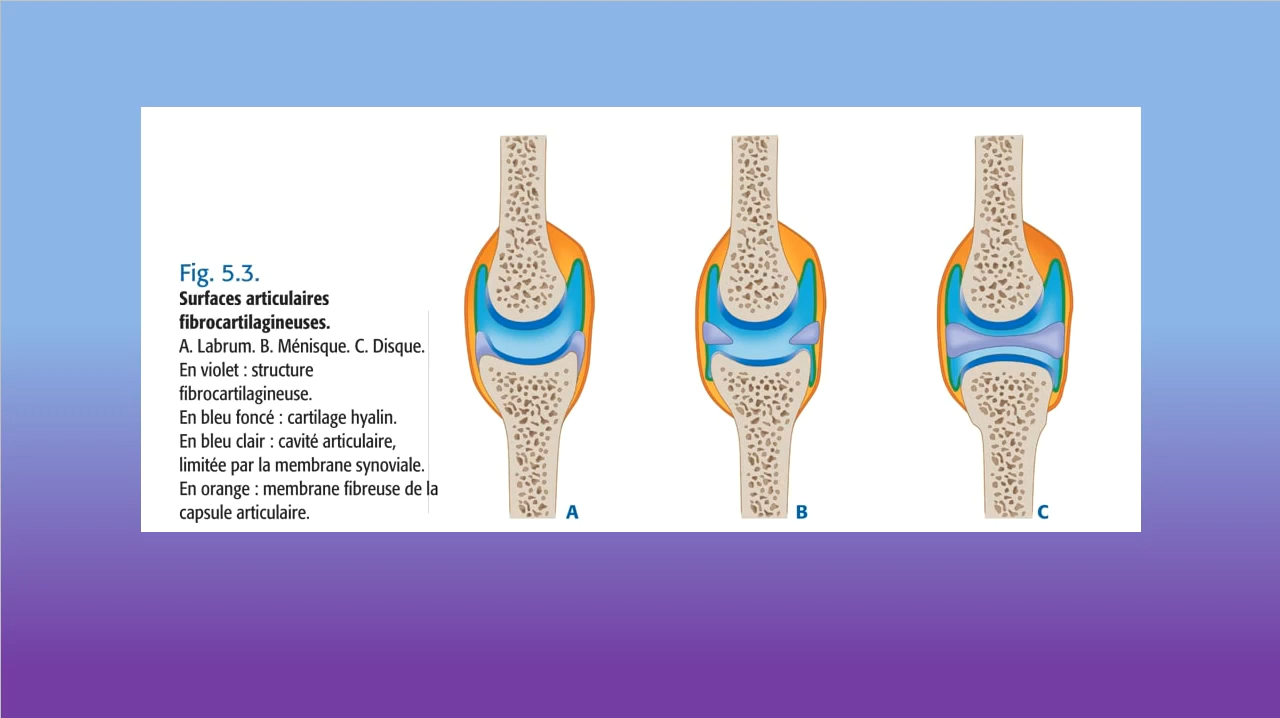 Fig. 5.3.
Surfaces articulaires
fibrocartilagineuses.
A. Labrum. B. Ménisque. C. Disque.
En violet : structure
fibrocartilagineuse.
En bleu foncé : cartilage hyalin.
En bleu clair : cavité articulaire,
limitée par la membrane synoviale.
En orange : membrane fibreuse de la
capsule articulaire.
A
B
C